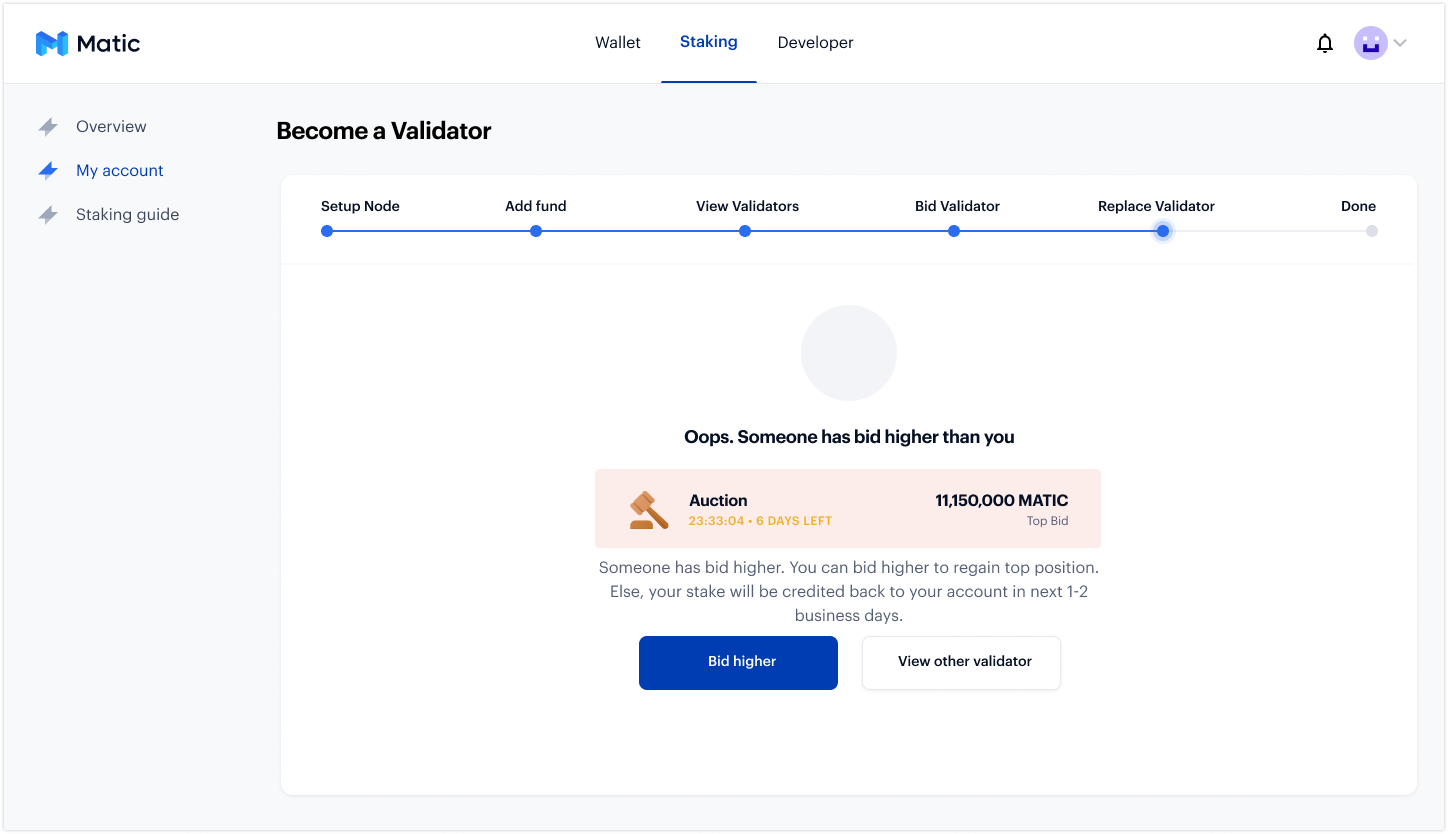 Matic
Wallet
Staking
Developer
Overview
My account
Staking guide
Become a Validator
Setup Node
Add fund
View Validators
Bid Validator
Replace Validator
Done
Oops. Someone has bid higher than you
Auction
11,150,000 MATIC
23:33:04 • 6 DAYS LEFT
Top Bid
Someone has bid higher. You can bid higher to regain top position.
Else, your stake will be credited back to your account in next 1-2
business days.
Bid higher
View other validator